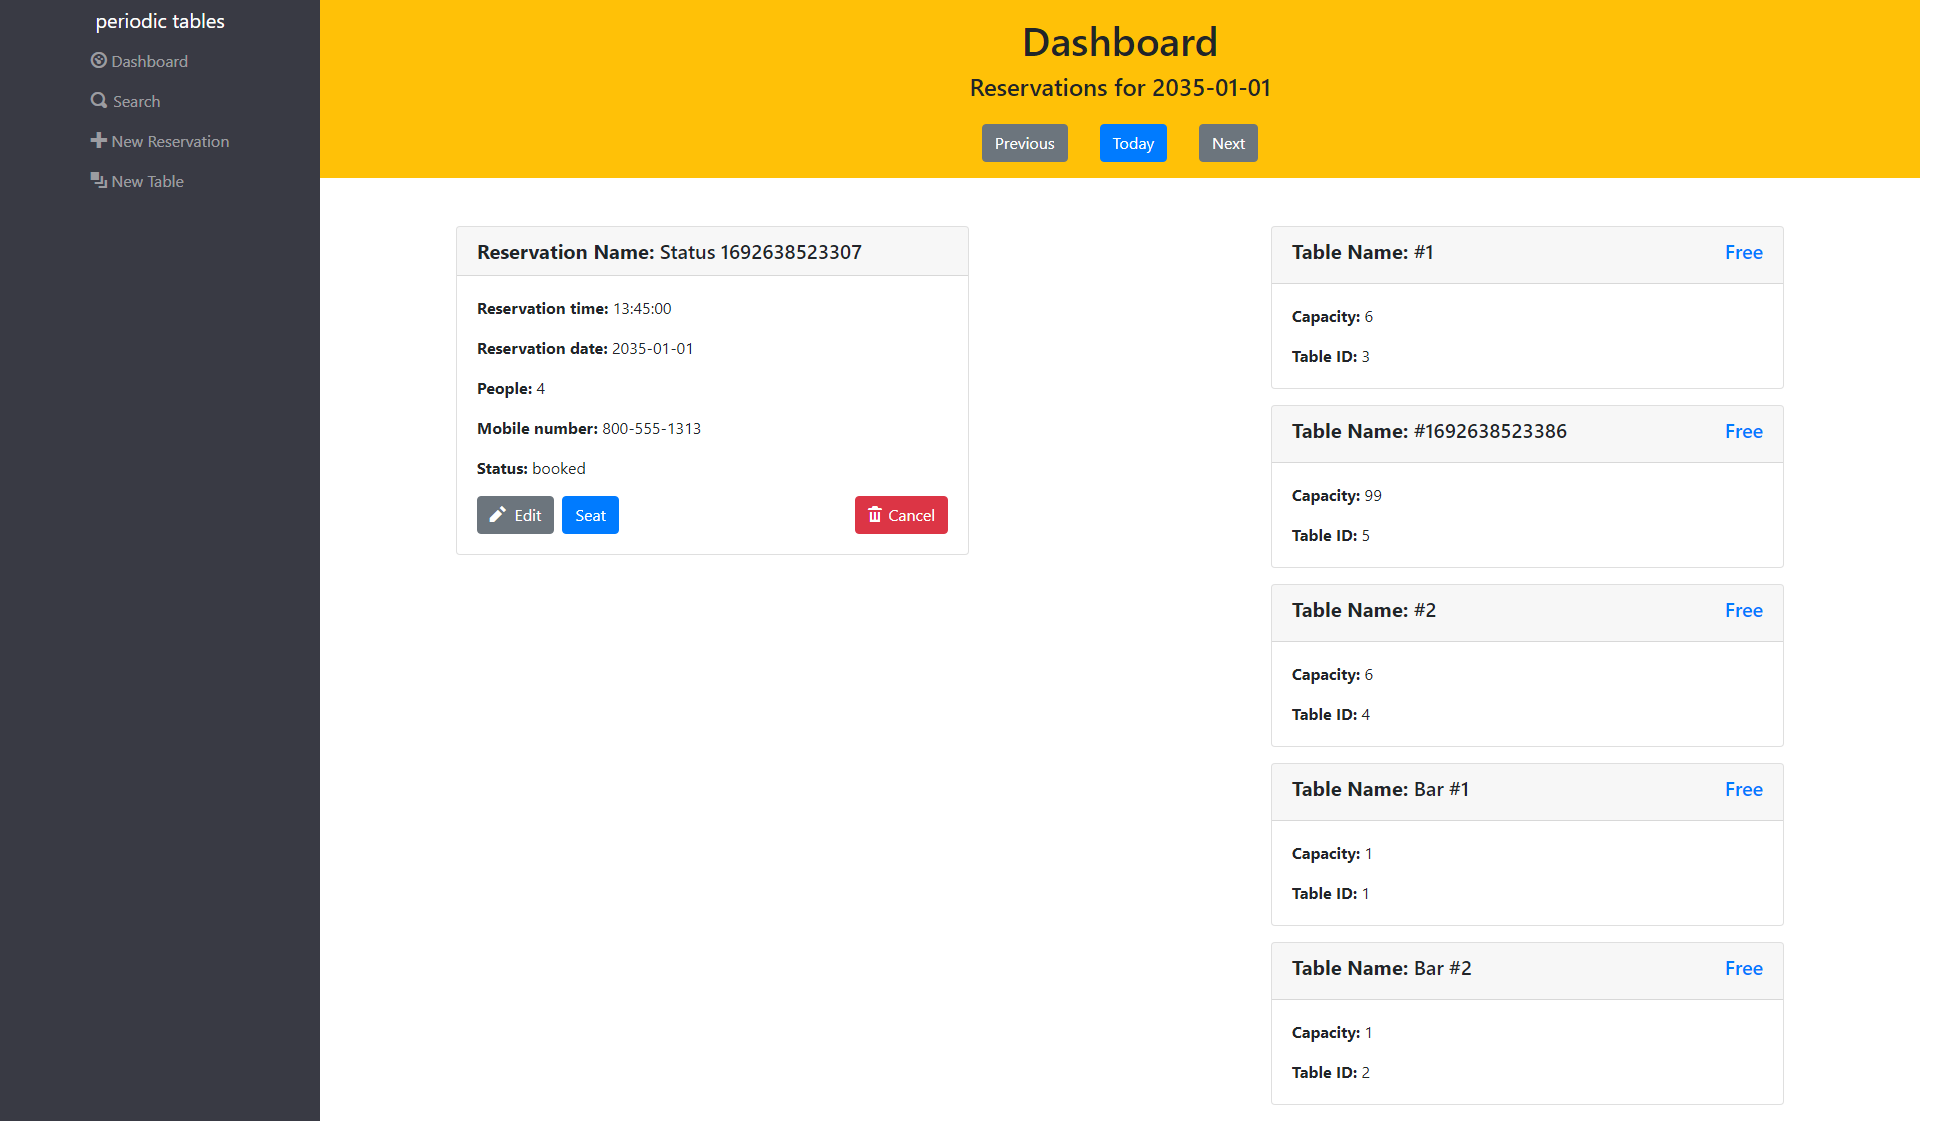 periodic tables
Dashboard
Search
New Reservation
New Table
Dashboard
Reservations for 2035-01-01
Previous Today Next
Reservation Name: Status 1692638523307
Reservation time: 13:45:00
Reservation date: 2035-01-01
People: 4
Mobile number: 800-555-1313
Status: booked
Edit Seat Cancel
Table Name: #1 Free
Capacity: 6
Table ID: 3
Table Name: #1692638523386 Free
Capacity: 99
Table ID: 5
Table Name: #2 Free
Capacity: 6
Table ID: 4
Table Name: Bar #1 Free
Capacity: 1
Table ID: 1
Table Name: Bar #2 Free
Capacity: 1
Table ID: 2